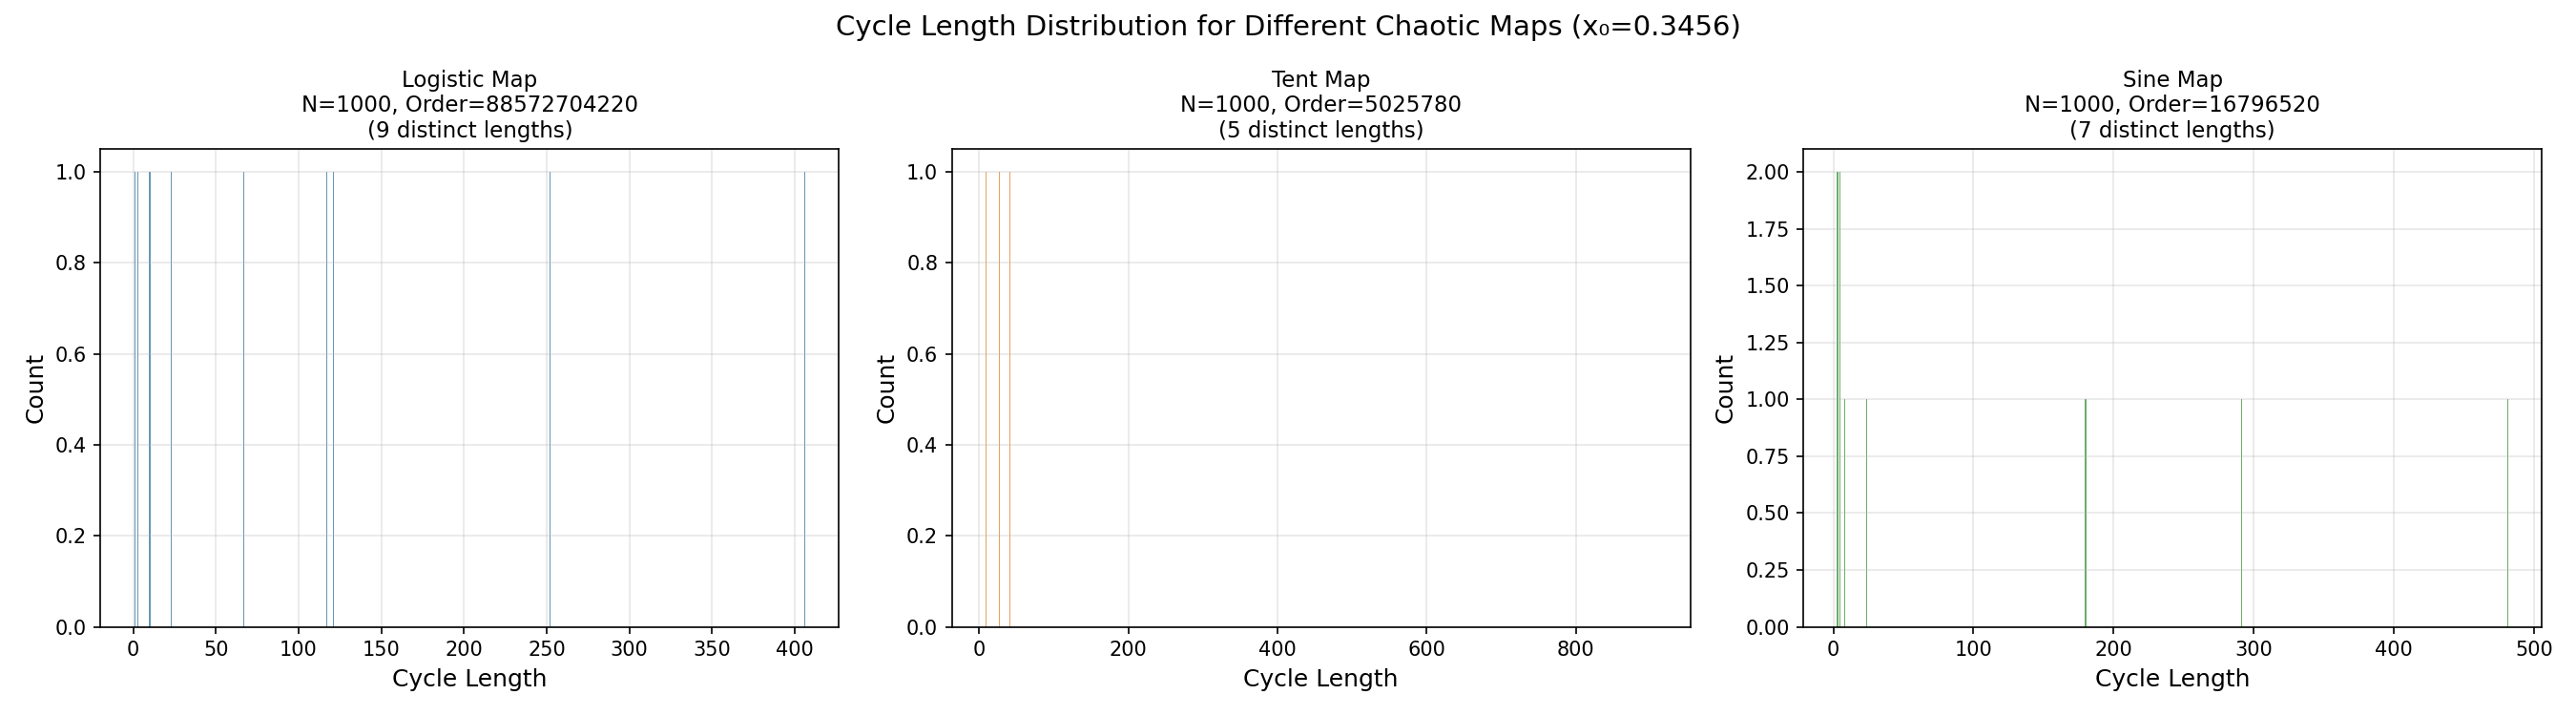 Cycle Length Distribution for Different Chaotic Maps (x₀=0.3456)
Logistic Map
N=1000, Order=88572704220
(9 distinct lengths)
1.0
0.8
0.6
0.4
0.2
0.0
Count
0 50 100 150 200 250 300 350 400
Cycle Length
Tent Map
N=1000, Order=5025780
(5 distinct lengths)
1.0
0.8
0.6
0.4
0.2
0.0
Count
0 200 400 600 800
Cycle Length
Sine Map
N=1000, Order=16796520
(7 distinct lengths)
2.00
1.75
1.50
1.25
1.00
0.75
0.50
0.25
0.00
Count
0 100 200 300 400 500
Cycle Length